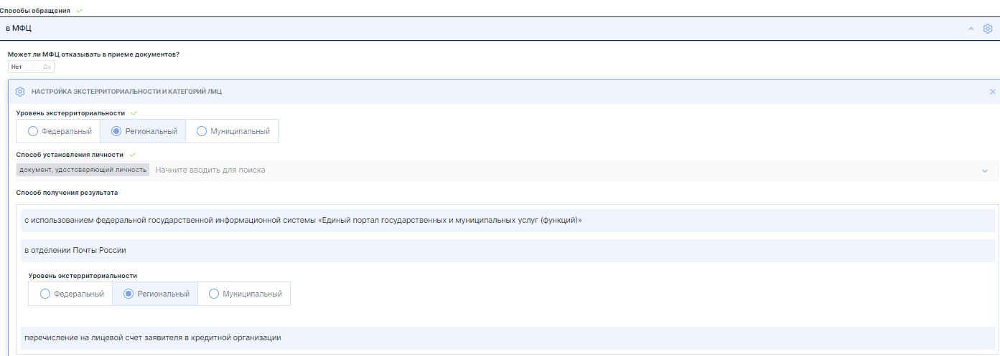 Способы обращения
в МФЦ
Может ли МФЦ отказывать в приеме документов?
Нет Да
НАСТРОЙКА ЭКСТЕРРИТОРИАЛЬНОСТИ И КАТЕГОРИЙ ЛИЦ
Уровень экстерриториальности
Федеральный Региональный Муниципальный
Способ установления личности
документ, удостоверяющий личность Начните вводить для поиска
Способ получения результата
с использованием федеральной государственной информационной системы «Единый портал государственных и муниципальных услуг (функций)»
в отделении Почты России
Уровень экстерриториальности
Федеральный Региональный Муниципальный
перечисление на лицевой счет заявителя в кредитной организации